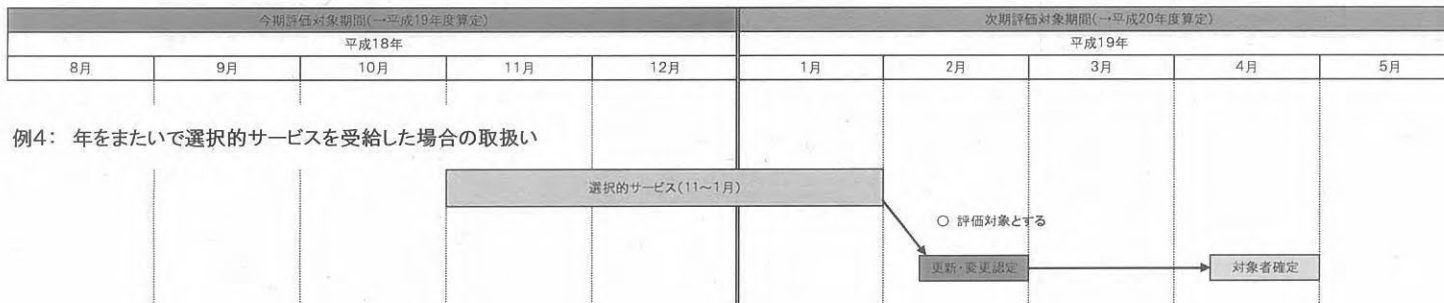 今期評価対象期間(→平成19年度算定)
次期評価対象期間(→平成20年度算定)
平成18年
平成19年
8月
9月
10月
11月
12月
1月
2月
3月
4月
5月
例4: 年をまたいで選択的サービスを受給した場合の取扱い
選択的サービス(11~1月)
○ 評価対象とする
更新・変更認定
対象者確定